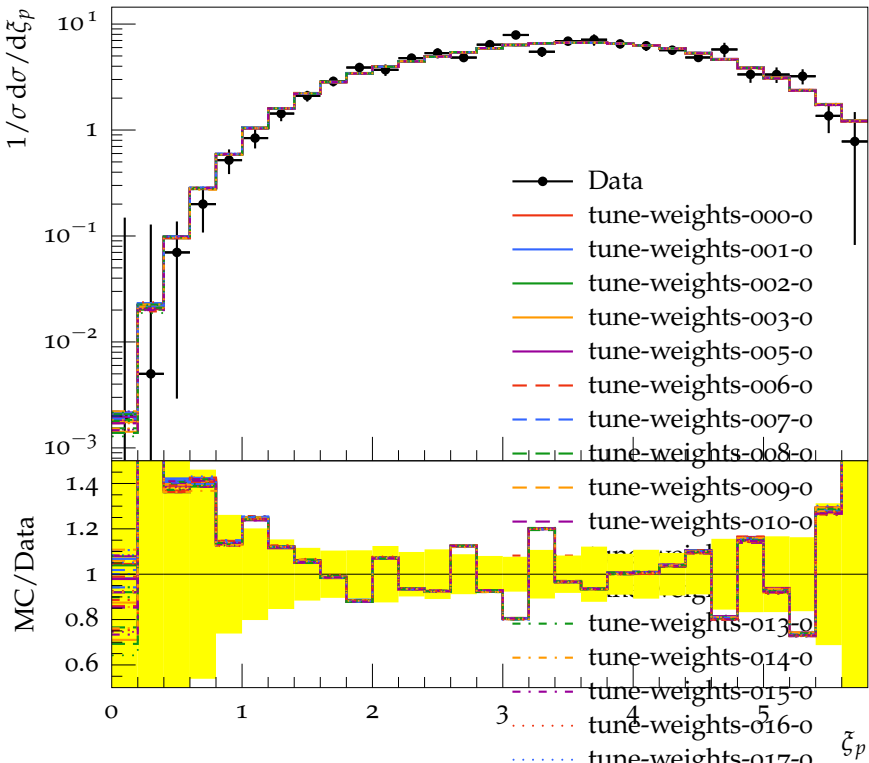 1/σ dσ/dξp
10¹
1
10⁻¹
10⁻²
10⁻³
Data
tune-weights-000-0
tune-weights-001-0
tune-weights-002-0
tune-weights-003-0
tune-weights-005-0
tune-weights-006-0
tune-weights-007-0
tune-weights-008-0
tune-weights-009-0
tune-weights-010-0
tune-weights-013-0
tune-weights-014-0
tune-weights-015-0
tune-weights-016-0
tune-weights-017-0
MC/Data
1.4
1.2
1
0.8
0.6
0 1 2 3 4 5
ξp